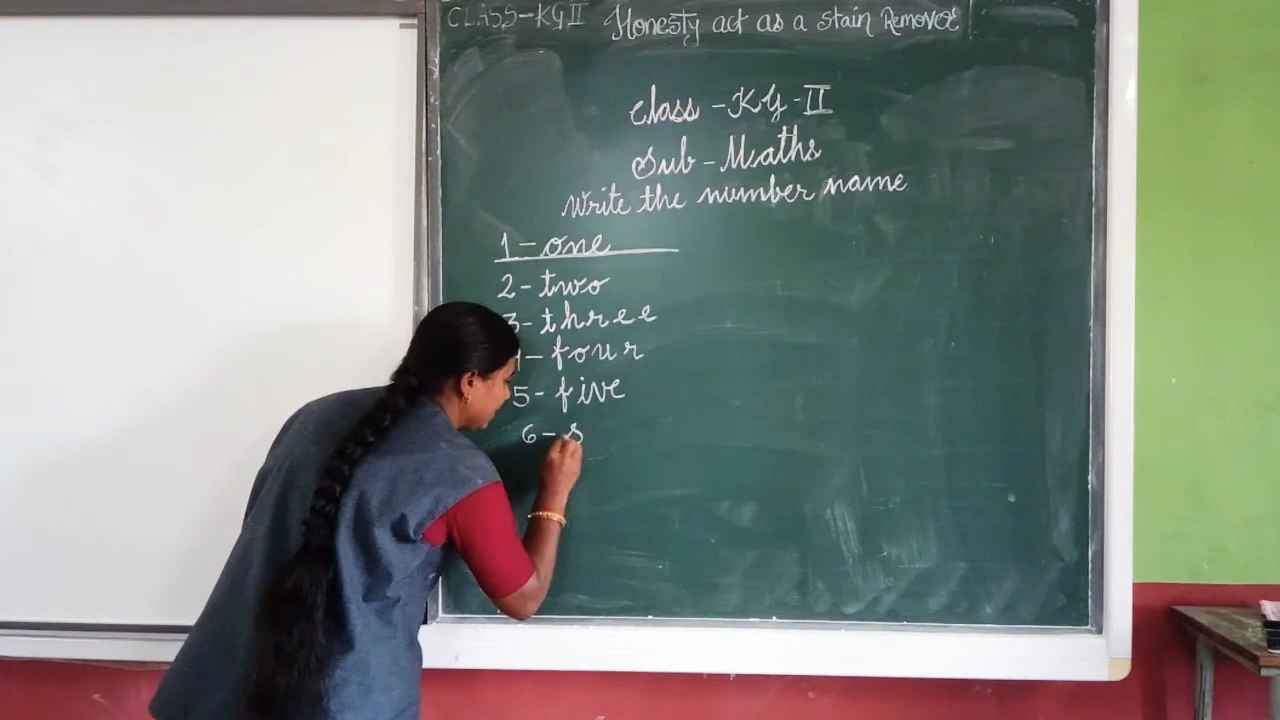 CLASS-KG II Honesty act as a stain Remover
Class - KG - II
Sub - Maths
Write the number name
1 - one
2 - two
3 - three
4 - four
5 - five
6 - s